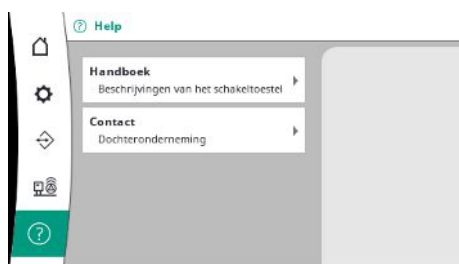 Help
Handboek
Beschrijvingen van het schakeltoestel
Contact
Dochteronderneming